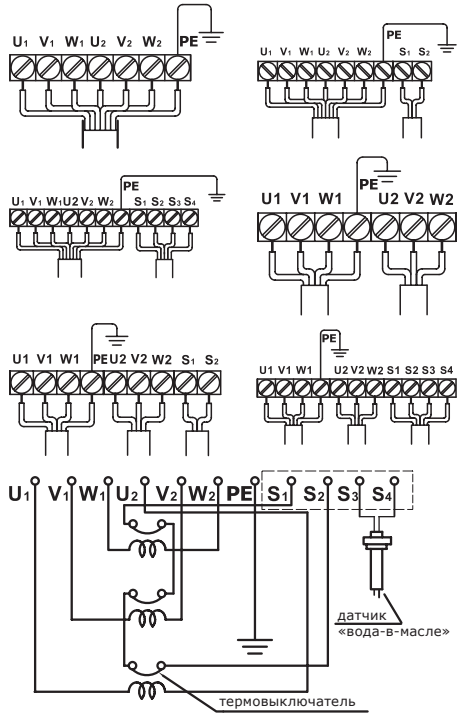 U1 V1 W1 U2 V2 W2 PE
U1 V1 W1 U2 V2 W2 PE S1 S2
U1 V1 W1 U2 V2 W2 PE S1 S2 S3 S4
U1 V1 W1 PE U2 V2 W2
U1 V1 W1 PE U2 V2 W2 S1 S2
U1 V1 W1 PE U2 V2 W2 S1 S2 S3 S4
U1 V1 W1 U2 V2 W2 PE S1 S2 S3 S4
датчик
«вода-в-масле»
термовыключатель